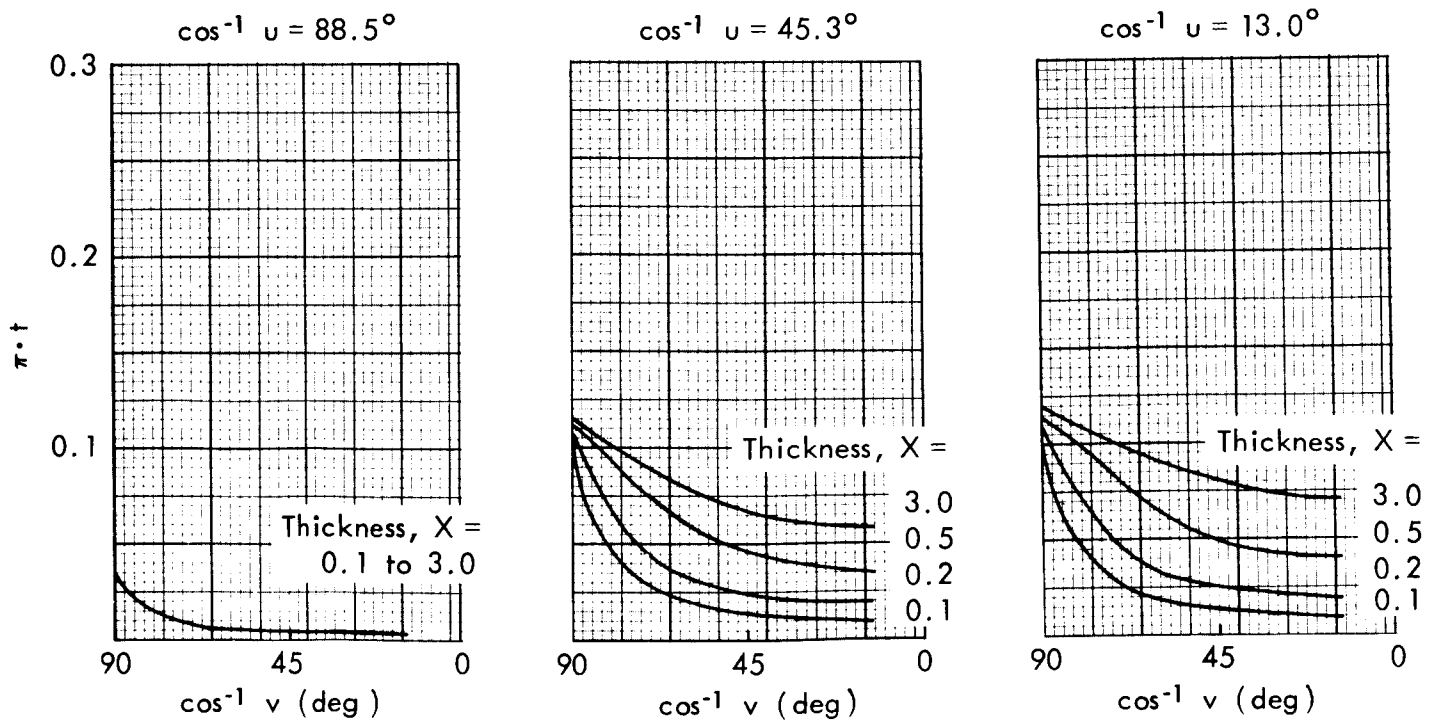 cos⁻¹ u = 88.5°
cos⁻¹ u = 45.3°
cos⁻¹ u = 13.0°
0.3
0.2
0.1
π·t
Thickness, X =
0.1 to 3.0
90 45 0
cos⁻¹ v (deg)
Thickness, X =
3.0
0.5
0.2
0.1
90 45 0
cos⁻¹ v (deg)
Thickness, X =
3.0
0.5
0.2
0.1
90 45 0
cos⁻¹ v (deg)